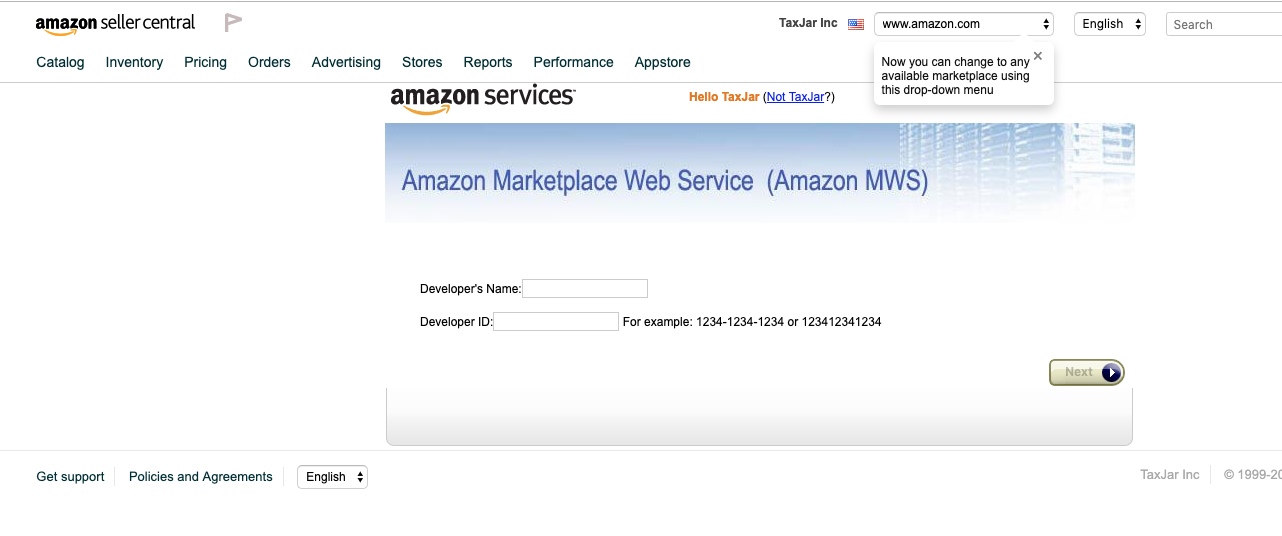 amazon seller central
TaxJar Inc www.amazon.com English Search
Catalog Inventory Pricing Orders Advertising Stores Reports Performance Appstore
Now you can change to any
available marketplace using
this drop-down menu
amazon services
Hello TaxJar (Not TaxJar?)
Amazon Marketplace Web Service (Amazon MWS)
Developer's Name:
Developer ID: For example: 1234-1234-1234 or 123412341234
Next
Get support Policies and Agreements English TaxJar Inc © 1999-20